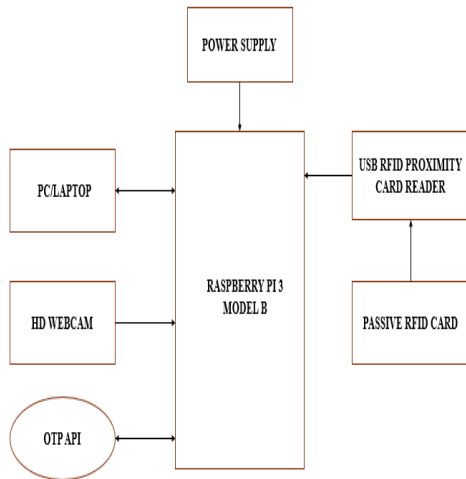 POWER SUPPLY
PC/LAPTOP
USB RFID PROXIMITY
CARD READER
RASPBERRY PI 3
MODEL B
HD WEBCAM
PASSIVE RFID CARD
OTP API